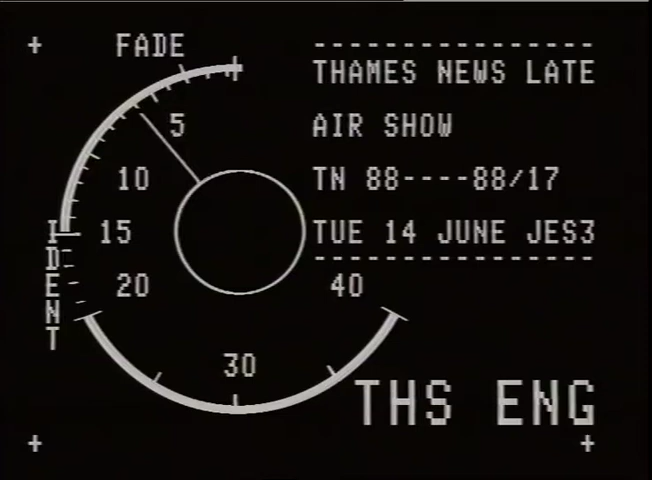 FADE
THAMES NEWS LATE
AIR SHOW
TN 88----88/17
TUE 14 JUNE JES3
5
10
15
20
30
40
IDENT
THS ENG